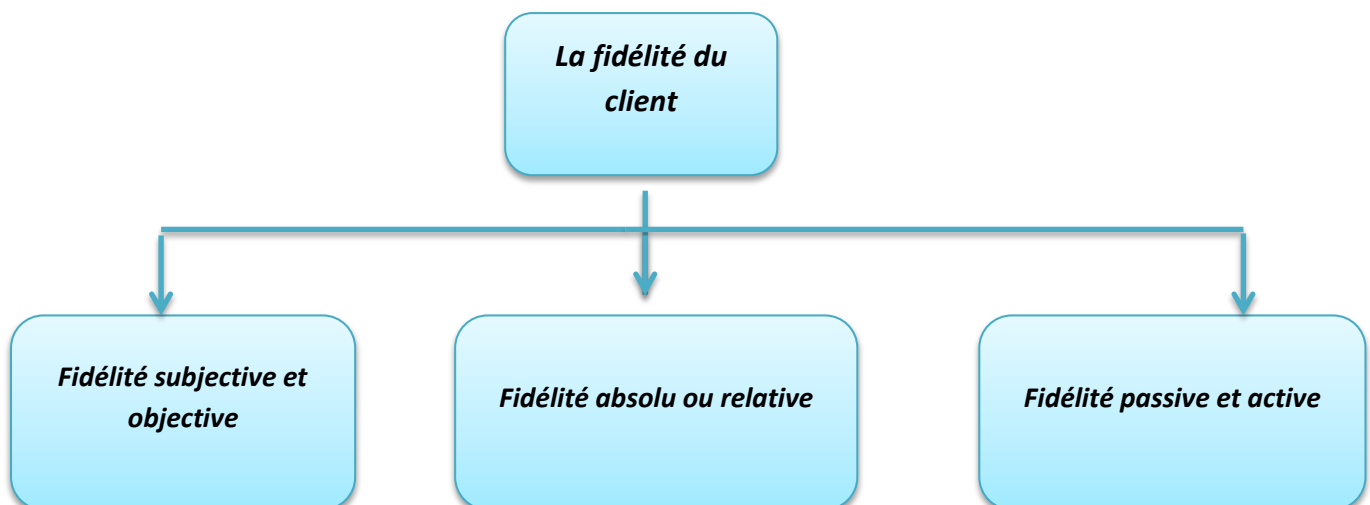 La fidélité du
client
Fidélité subjective et
objective
Fidélité absolu ou relative
Fidélité passive et active